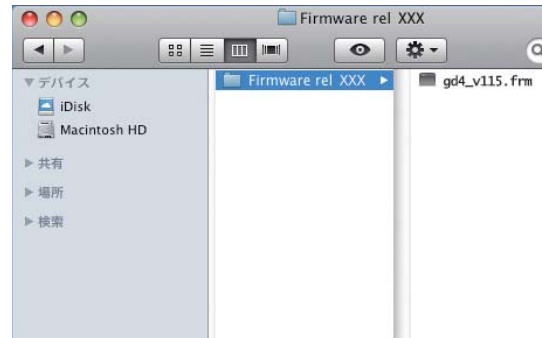 Firmware rel XXX
デバイス
iDisk
Macintosh HD
共有
場所
検索
Firmware rel XXX
gd4_v115.frm